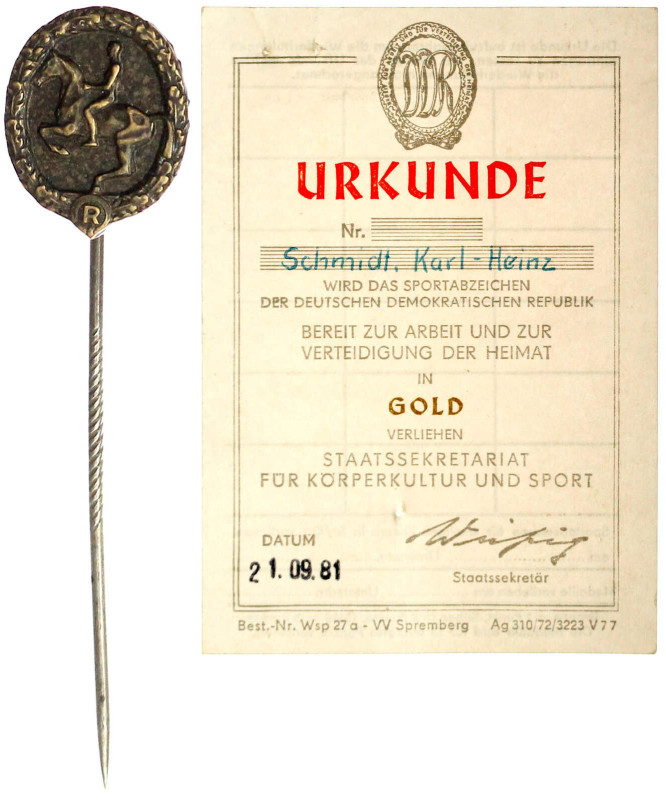 R
DDR
URKUNDE
Nr.
Schmidt, Karl-Heinz
WIRD DAS SPORTABZEICHEN
DER DEUTSCHEN DEMOKRATISCHEN REPUBLIK
BEREIT ZUR ARBEIT UND ZUR
VERTEIDIGUNG DER HEIMAT
IN
GOLD
VERLIEHEN
STAATSSEKRETARIAT
FÜR KÖRPERKULTUR UND SPORT
DATUM
21.09.81
Staatssekretär
Best.-Nr. Wsp 27a - VV Spremberg Ag 310/72/3223 V 7 7